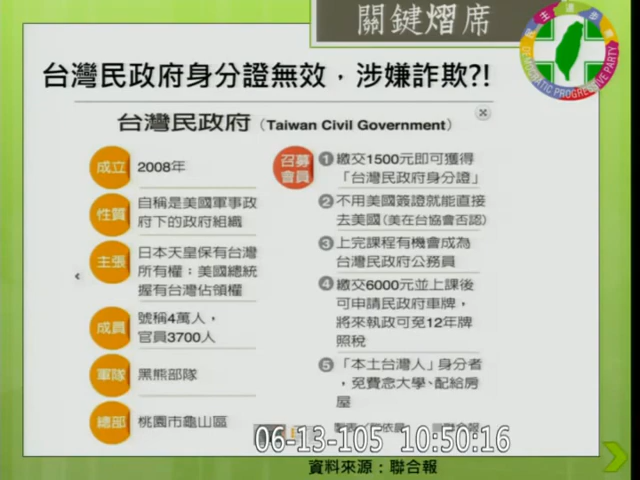 關鍵熠席
民主進步黨
DEMOCRATIC PROGRESSIVE PARTY
台灣民政府身分證無效，涉嫌詐欺?!
台灣民政府（Taiwan Civil Government）
成立
2008年
性質
自稱是美國軍事政
府下的政府組織
主張
日本天皇保有台灣
所有權；美國總統
握有台灣佔領權
成員
號稱4萬人，
官員3700人
軍隊
黑熊部隊
總部
桃園市龜山區
召募
會員
1 繳交1500元即可獲得
「台灣民政府身分證」
2 不用美國簽證就能直接
去美國(美在台協會否認)
3 上完課程有機會成為
台灣民政府公務員
4 繳交6000元並上課後
可申請民政府車牌，
將來執政可免12年牌
照稅
5 「本土台灣人」身分者
，免費念大學、配給房
屋
06-13-105 10:50:16
資料來源：聯合報